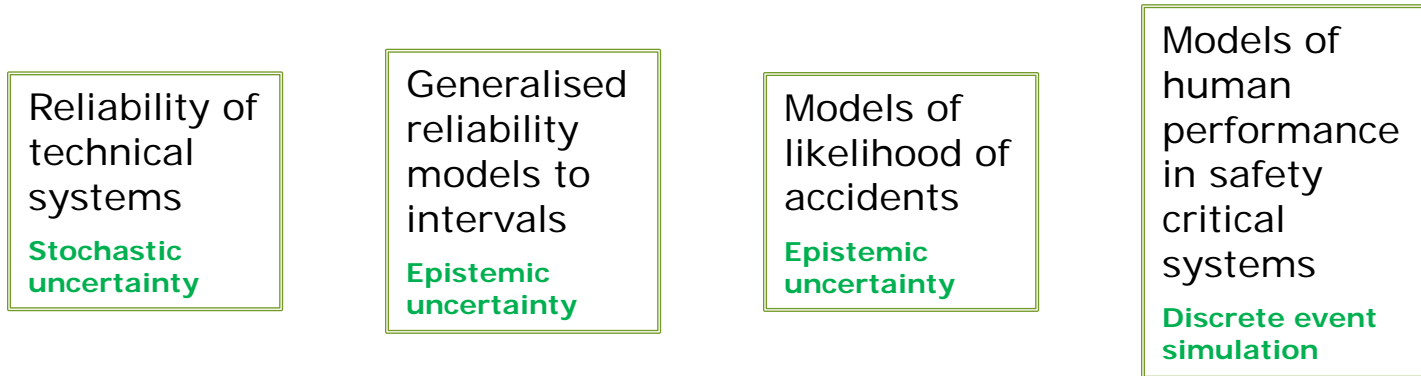 Reliability of
technical
systems
Stochastic
uncertainty
Generalised
reliability
models to
intervals
Epistemic
uncertainty
Models of
likelihood of
accidents
Epistemic
uncertainty
Models of
human
performance
in safety
critical
systems
Discrete event
simulation